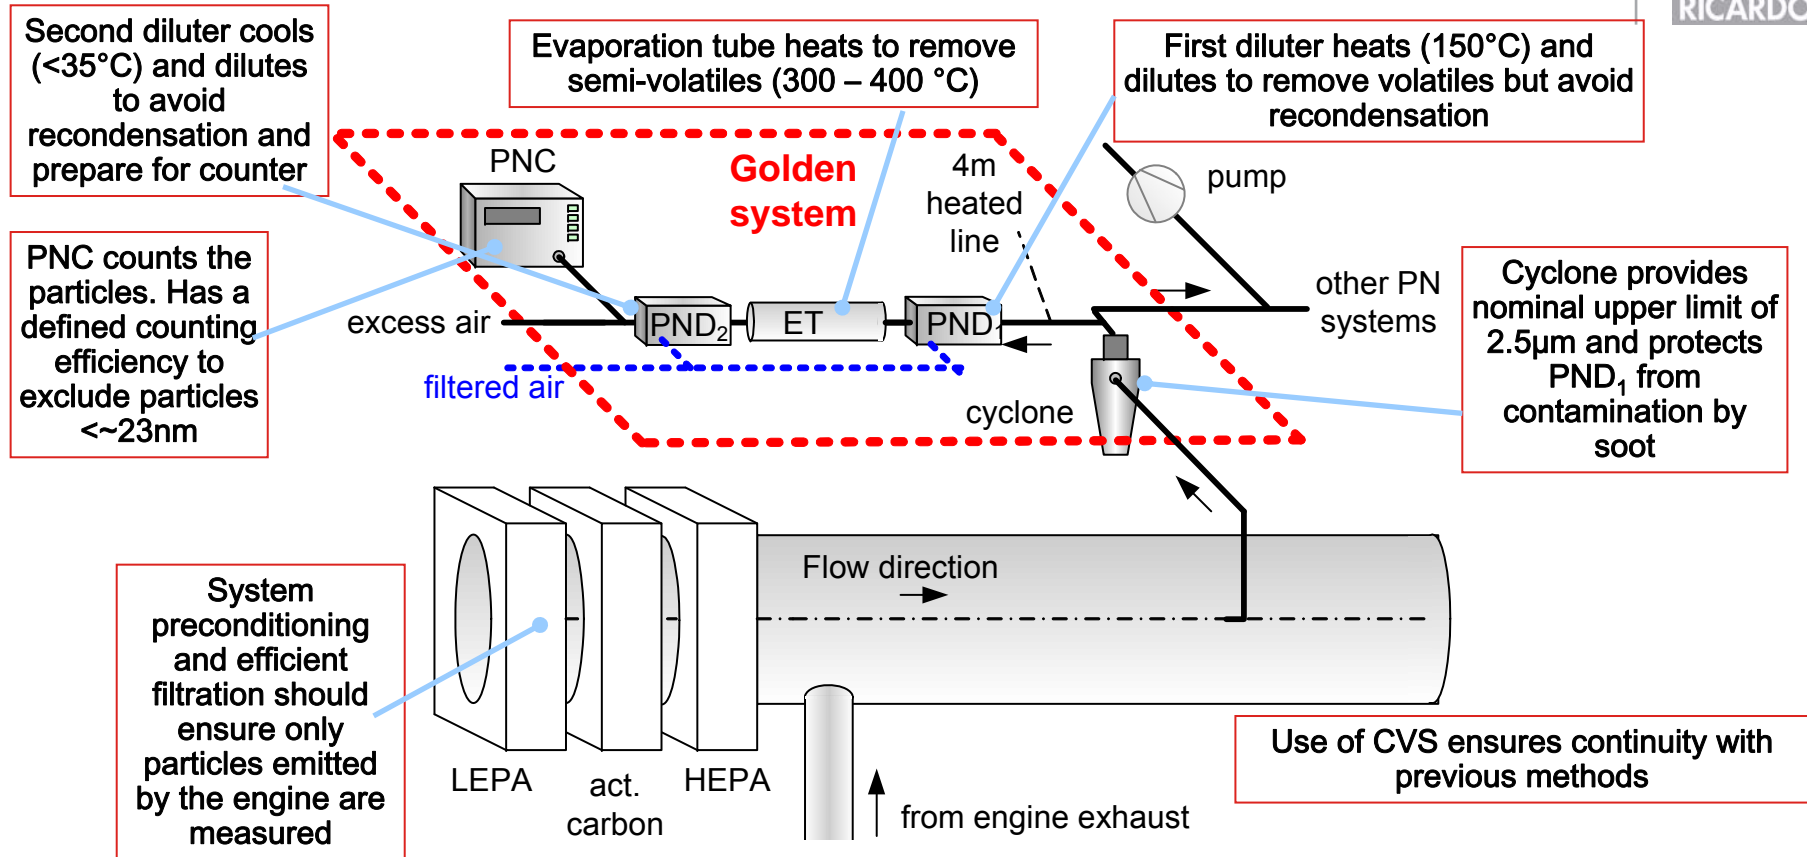 RICARDO
Second diluter cools
(<35°C) and dilutes
to avoid
recondensation and
prepare for counter
Evaporation tube heats to remove
semi-volatiles (300 – 400 °C)
First diluter heats (150°C) and
dilutes to remove volatiles but avoid
recondensation
PNC
Golden
system
4m
heated
line
pump
PNC counts the
particles. Has a
defined counting
efficiency to
exclude particles
<~23nm
excess air
PND₂
ET
PND
other PN
systems
Cyclone provides
nominal upper limit of
2.5µm and protects
PND₁ from
contamination by
soot
filtered air
cyclone
Flow direction
System
preconditioning
and efficient
filtration should
ensure only
particles emitted
by the engine are
measured
LEPA
act.
carbon
HEPA
from engine exhaust
Use of CVS ensures continuity with
previous methods